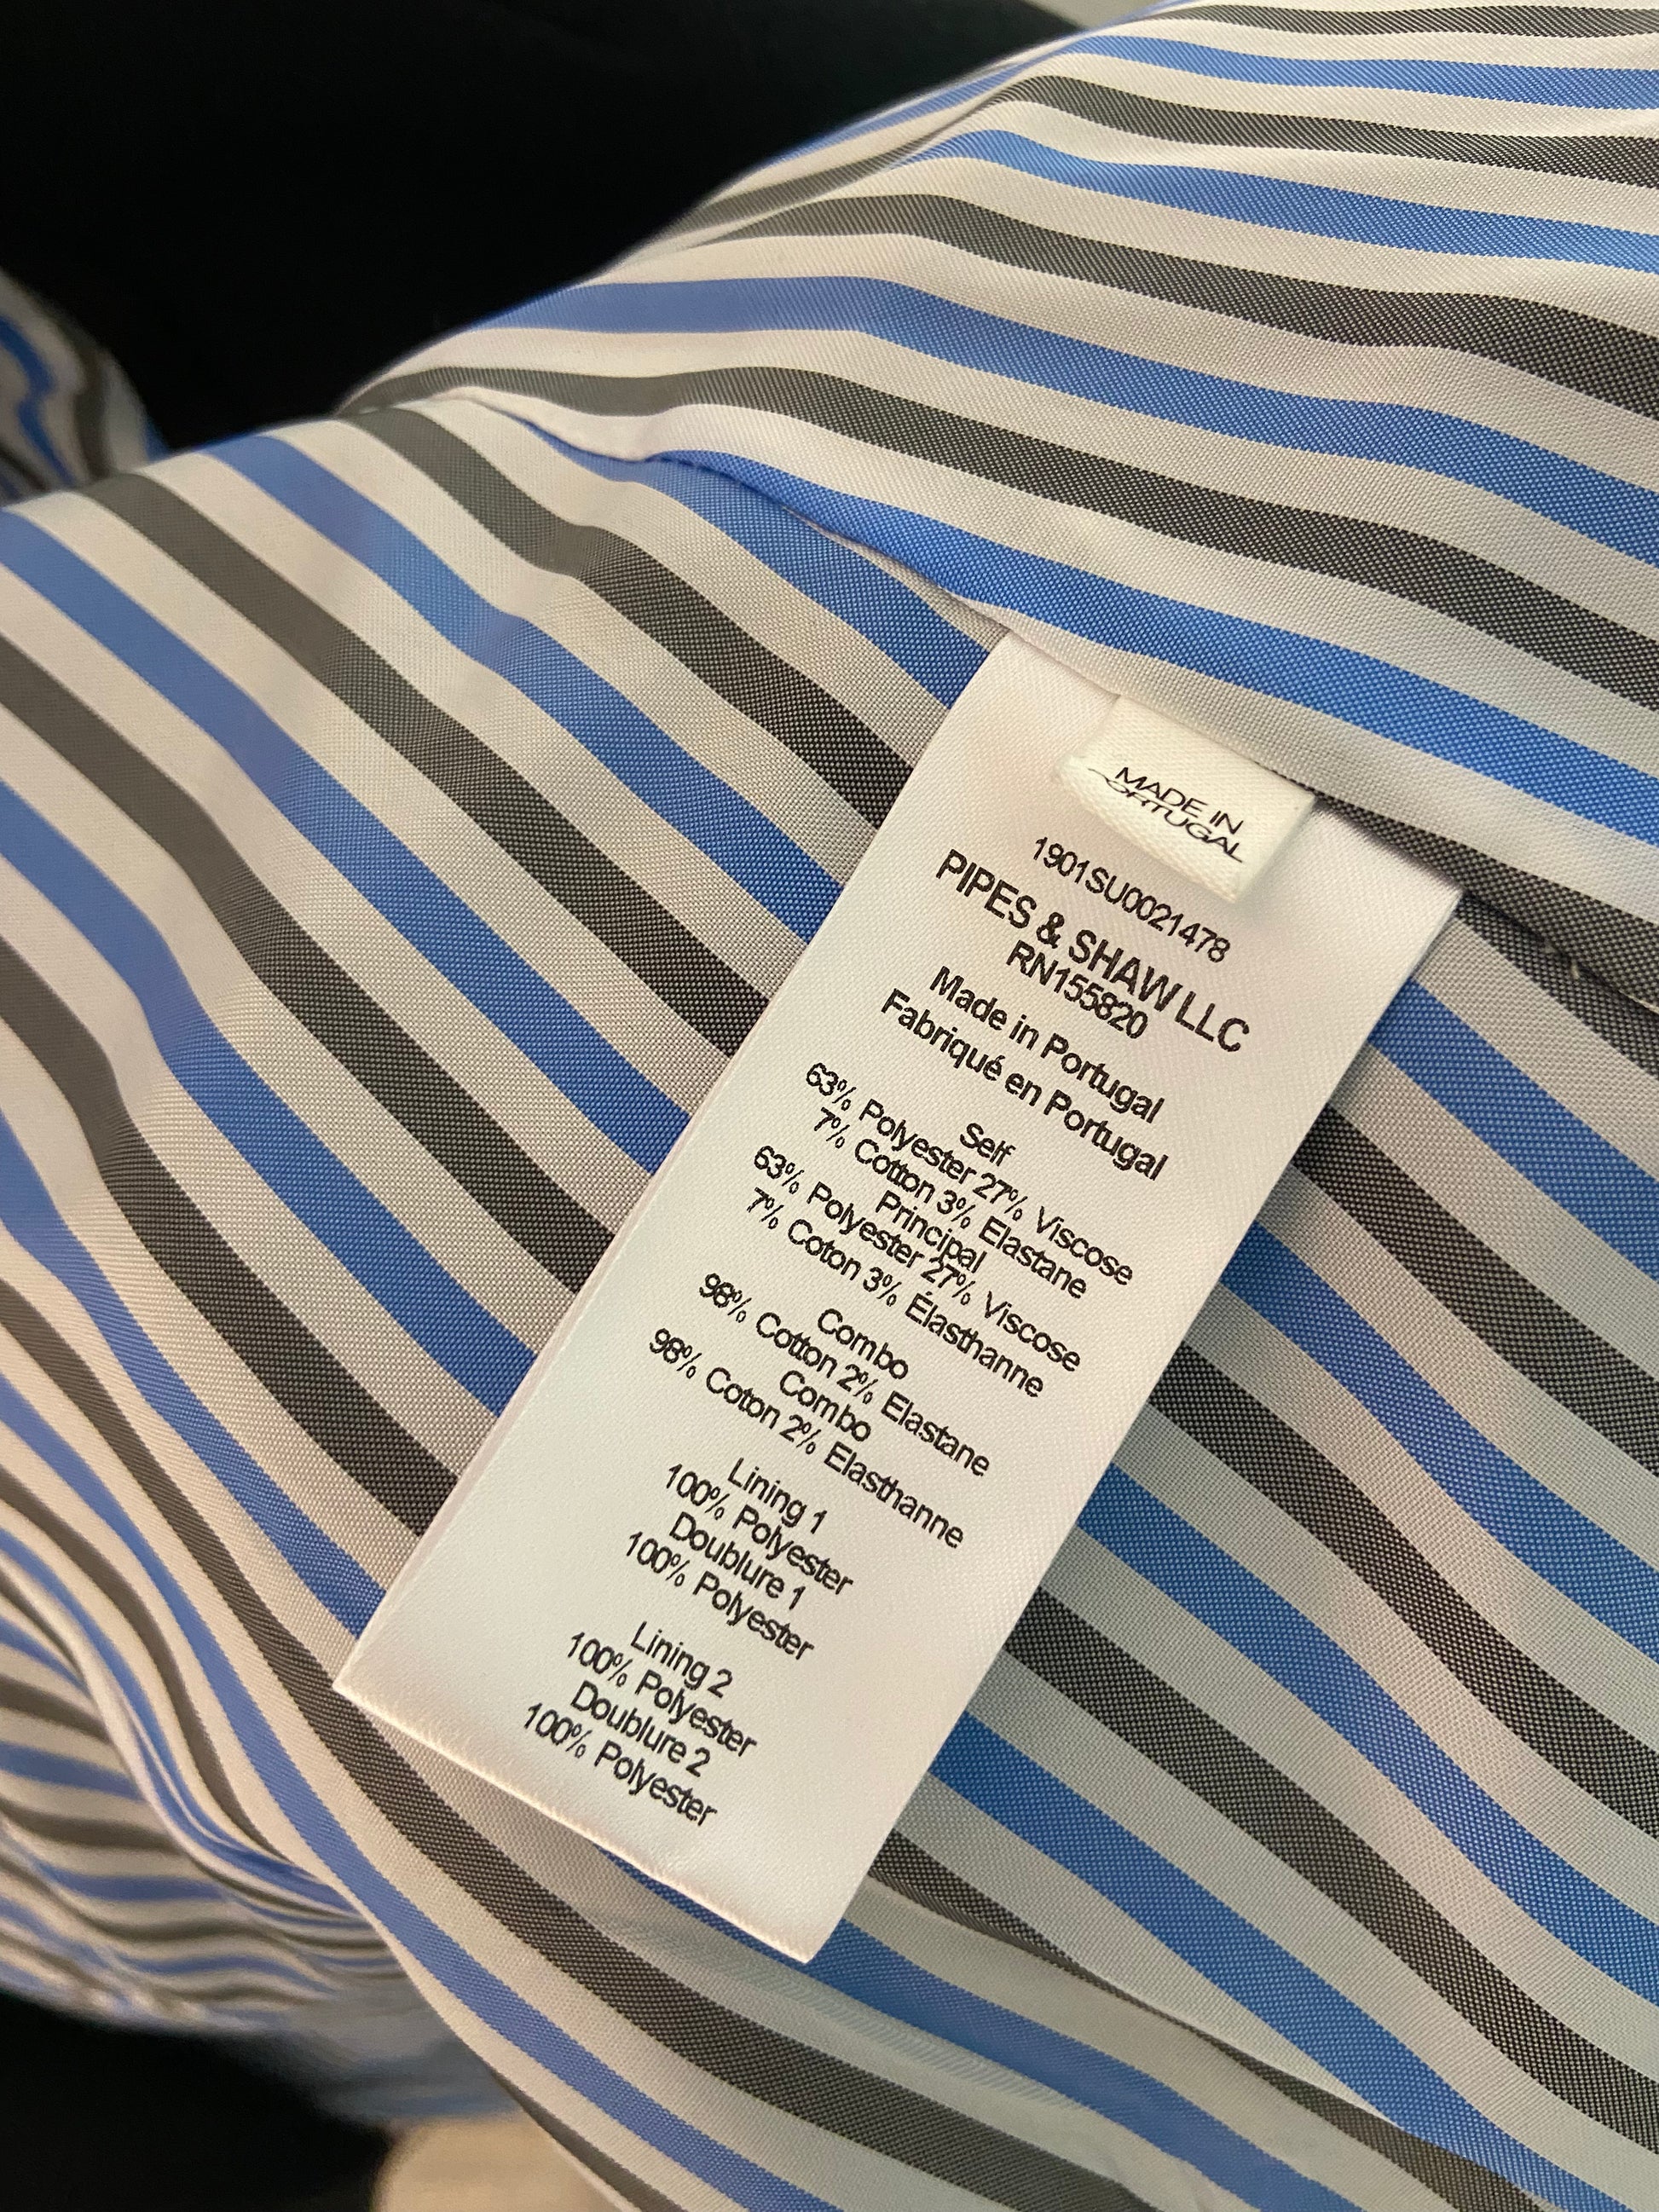 MADE IN
PORTUGAL
1901SU0021478
PIPES & SHAW LLC
RN155820
Made in Portugal
Fabriqué en Portugal
Self
63% Polyester 27% Viscose
7% Cotton 3% Elastane
Principal
63% Polyester 27% Viscose
7% Coton 3% Élasthanne
Combo
98% Cotton 2% Elastane
Combo
98% Coton 2% Elasthanne
Lining 1
100% Polyester
Doublure 1
100% Polyester
Lining 2
100% Polyester
Doublure 2
100% Polyester